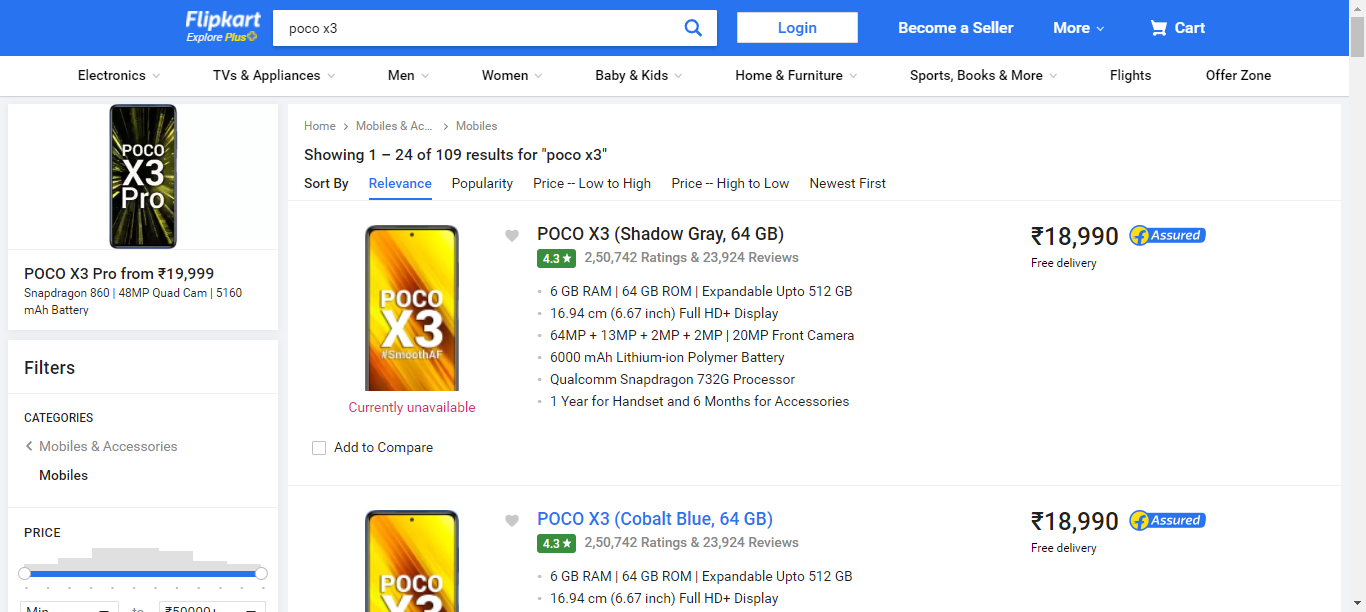 Flipkart
Explore Plus
poco x3
Login
Become a Seller
More
Cart
Electronics
TVs & Appliances
Men
Women
Baby & Kids
Home & Furniture
Sports, Books & More
Flights
Offer Zone
POCO
X3
Pro
POCO X3 Pro from ₹19,999
Snapdragon 860 | 48MP Quad Cam | 5160
mAh Battery
Filters
CATEGORIES
Mobiles & Accessories
Mobiles
PRICE
Min
to
₹50000+
Home
Mobiles & Ac...
Mobiles
Showing 1 – 24 of 109 results for "poco x3"
Sort By
Relevance
Popularity
Price -- Low to High
Price -- High to Low
Newest First
POCO
X3
#SmoothAF
Currently unavailable
Add to Compare
POCO X3 (Shadow Gray, 64 GB)
4.3 2,50,742 Ratings & 23,924 Reviews
6 GB RAM | 64 GB ROM | Expandable Upto 512 GB
16.94 cm (6.67 inch) Full HD+ Display
64MP + 13MP + 2MP + 2MP | 20MP Front Camera
6000 mAh Lithium-ion Polymer Battery
Qualcomm Snapdragon 732G Processor
1 Year for Handset and 6 Months for Accessories
₹18,990 Assured
Free delivery
POCO
X3
POCO X3 (Cobalt Blue, 64 GB)
4.3 2,50,742 Ratings & 23,924 Reviews
6 GB RAM | 64 GB ROM | Expandable Upto 512 GB
16.94 cm (6.67 inch) Full HD+ Display
₹18,990 Assured
Free delivery